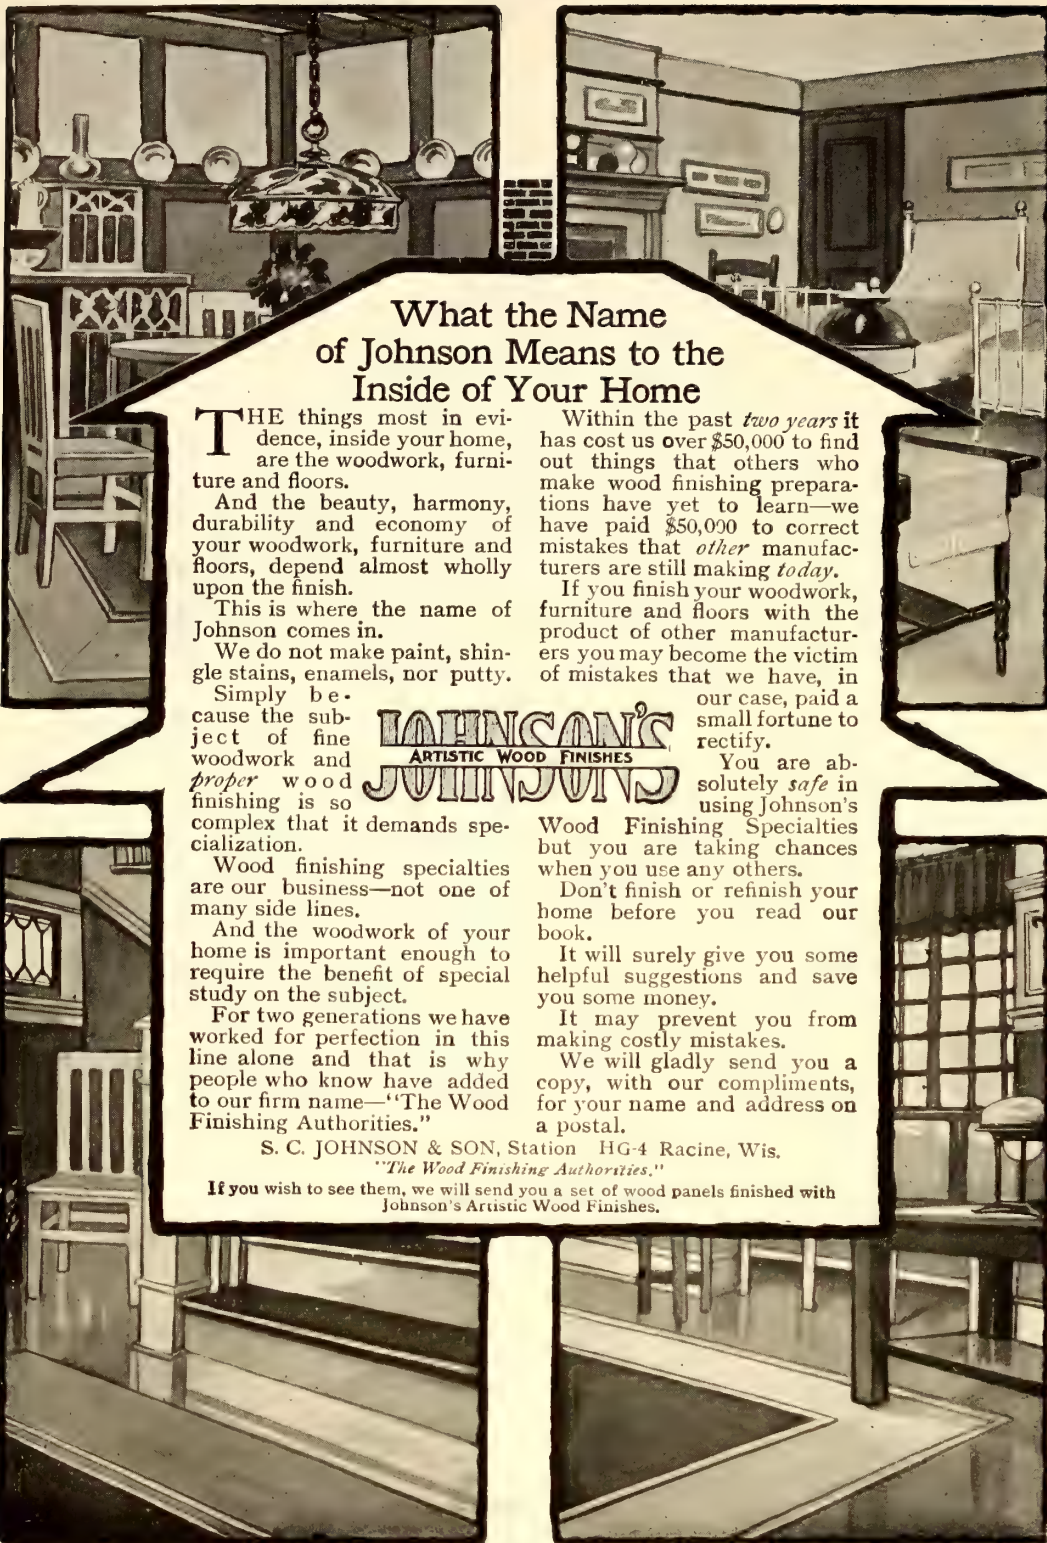 What the Name
of Johnson Means to the
Inside of Your Home
THE things most in evi-
dence, inside your home,
are the woodwork, furni-
ture and floors.
And the beauty, harmony,
durability and economy of
your woodwork, furniture and
floors, depend almost wholly
upon the finish.
This is where the name of
Johnson comes in.
We do not make paint, shin-
gle stains, enamels, nor putty.
Simply be-
cause the sub-
ject of fine
woodwork and
proper wood
finishing is so
complex that it demands spe-
cialization.
Wood finishing specialties
are our business—not one of
many side lines.
And the woodwork of your
home is important enough to
require the benefit of special
study on the subject.
For two generations we have
worked for perfection in this
line alone and that is why
people who know have added
to our firm name—"The Wood
Finishing Authorities."
JOHNSON'S
ARTISTIC WOOD FINISHES
JOHNSON'S
Within the past two years it
has cost us over $50,000 to find
out things that others who
make wood finishing prepara-
tions have yet to learn—we
have paid $50,000 to correct
mistakes that other manufac-
turers are still making today.
If you finish your woodwork,
furniture and floors with the
product of other manufactur-
ers you may become the victim
of mistakes that we have, in
our case, paid a
small fortune to
rectify.
You are ab-
solutely safe in
using Johnson's
Wood Finishing Specialties
but you are taking chances
when you use any others.
Don't finish or refinish your
home before you read our
book.
It will surely give you some
helpful suggestions and save
you some money.
It may prevent you from
making costly mistakes.
We will gladly send you a
copy, with our compliments,
for your name and address on
a postal.
S. C. JOHNSON & SON, Station HG-4 Racine, Wis.
"The Wood Finishing Authorities."
If you wish to see them, we will send you a set of wood panels finished with
Johnson's Artistic Wood Finishes.